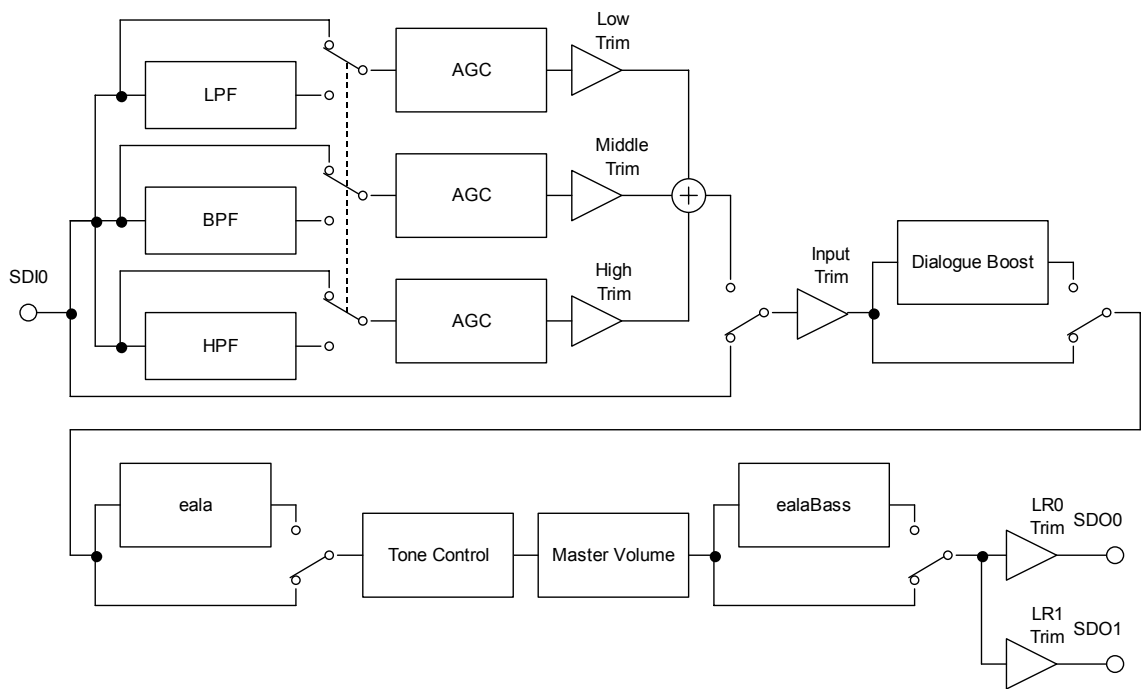 Low
Trim
LPF
AGC
Middle
Trim
BPF
AGC
High
Trim
SDI0
HPF
AGC
Input
Trim
Dialogue Boost
eala
Tone Control
Master Volume
ealaBass
LR0
Trim
SDO0
LR1
Trim
SDO1